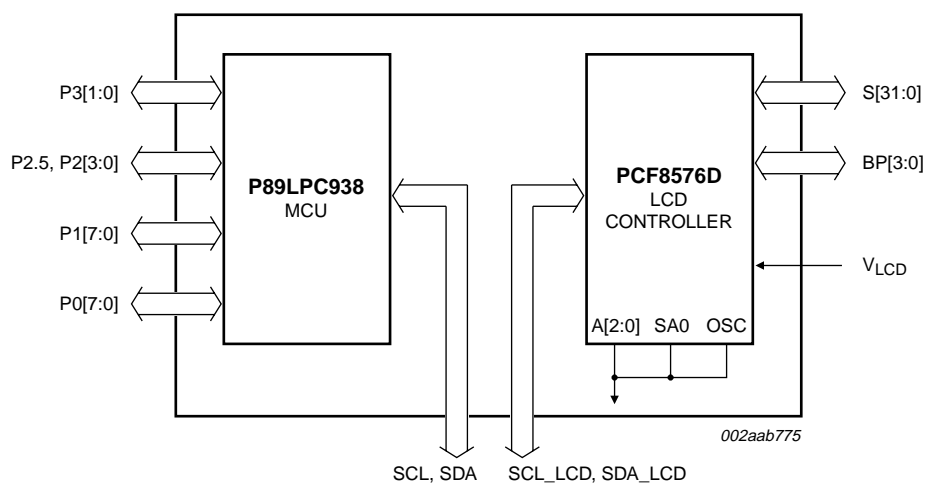 P3[1:0]
P2.5, P2[3:0]
P1[7:0]
P0[7:0]
P89LPC938
MCU
PCF8576D
LCD
CONTROLLER
A[2:0] SA0 OSC
S[31:0]
BP[3:0]
VLCD
002aab775
SCL, SDA
SCL_LCD, SDA_LCD